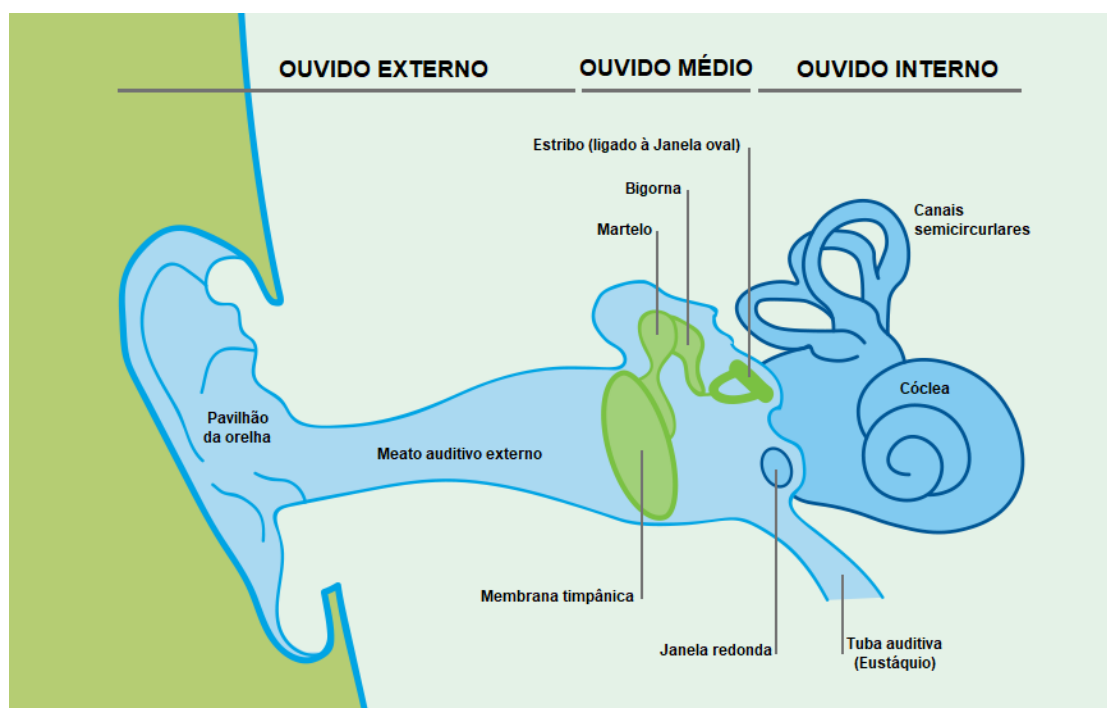 OUVIDO EXTERNO
OUVIDO MÉDIO
OUVIDO INTERNO
Estribo (ligado à Janela oval)
Bigorna
Martelo
Canais
semicircurlares
Cóclea
Pavilhão
da orelha
Meato auditivo externo
Membrana timpânica
Janela redonda
Tuba auditiva
(Eustáquio)